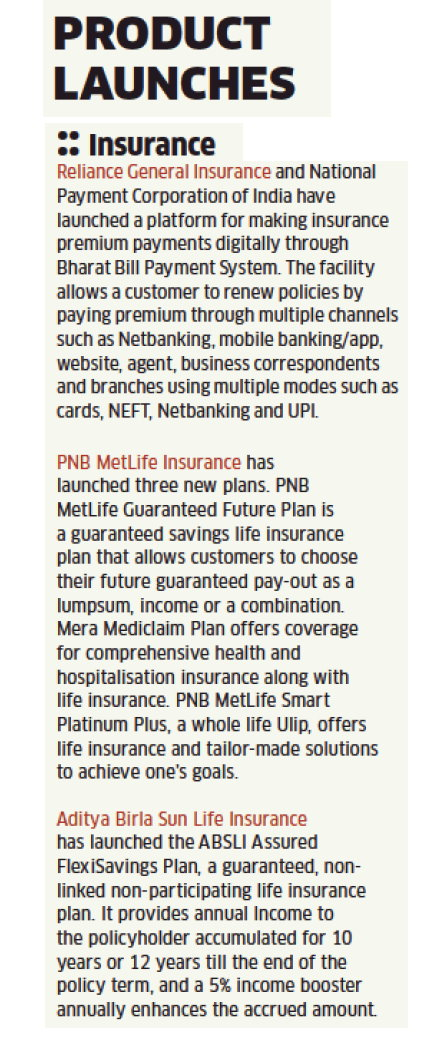 PRODUCT
LAUNCHES
:: Insurance
Reliance General Insurance and National
Payment Corporation of India have
launched a platform for making insurance
premium payments digitally through
Bharat Bill Payment System. The facility
allows a customer to renew policies by
paying premium through multiple channels
such as Netbanking, mobile banking/app,
website, agent, business correspondents
and branches using multiple modes such as
cards, NEFT, Netbanking and UPI.
PNB MetLife Insurance has
launched three new plans. PNB
MetLife Guaranteed Future Plan is
a guaranteed savings life insurance
plan that allows customers to choose
their future guaranteed pay-out as a
lumpsum, income or a combination.
Mera Mediclaim Plan offers coverage
for comprehensive health and
hospitalisation insurance along with
life insurance. PNB MetLife Smart
Platinum Plus, a whole life Ulip, offers
life insurance and tailor-made solutions
to achieve one's goals.
Aditya Birla Sun Life Insurance
has launched the ABSLI Assured
FlexiSavings Plan, a guaranteed, non-
linked non-participating life insurance
plan. It provides annual Income to
the policyholder accumulated for 10
years or 12 years till the end of the
policy term, and a 5% income booster
annually enhances the accrued amount.